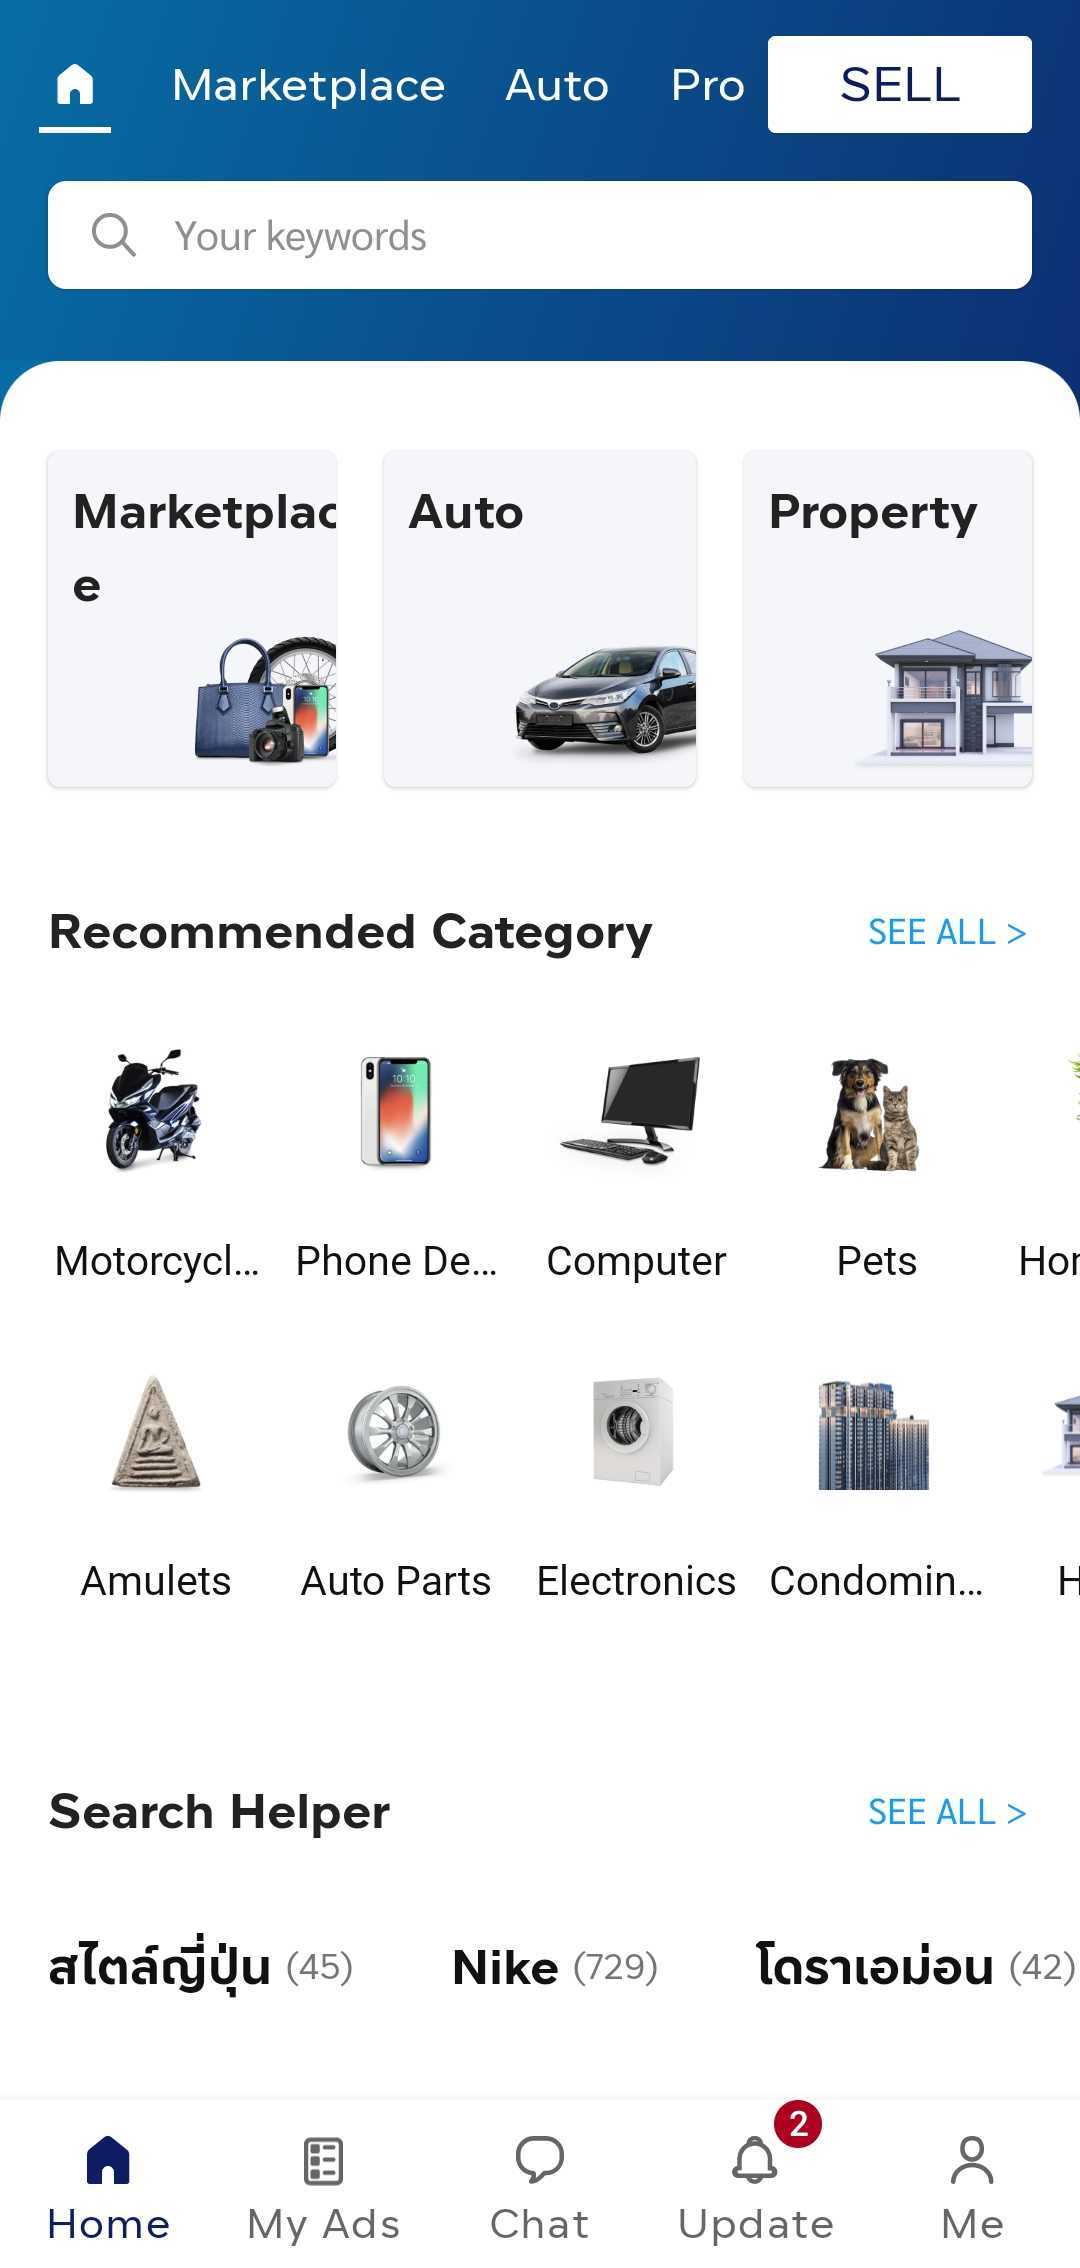 Marketplace Auto Pro SELL
Your keywords
Marketplac
e
Auto
Property
Recommended Category SEE ALL >
Motorcycl... Phone De... Computer Pets Hor
Amulets Auto Parts Electronics Condomin... H
Search Helper SEE ALL >
สไตล์ญี่ปุ่น (45) Nike (729) โดราเอม่อน (42)
2
Home My Ads Chat Update Me